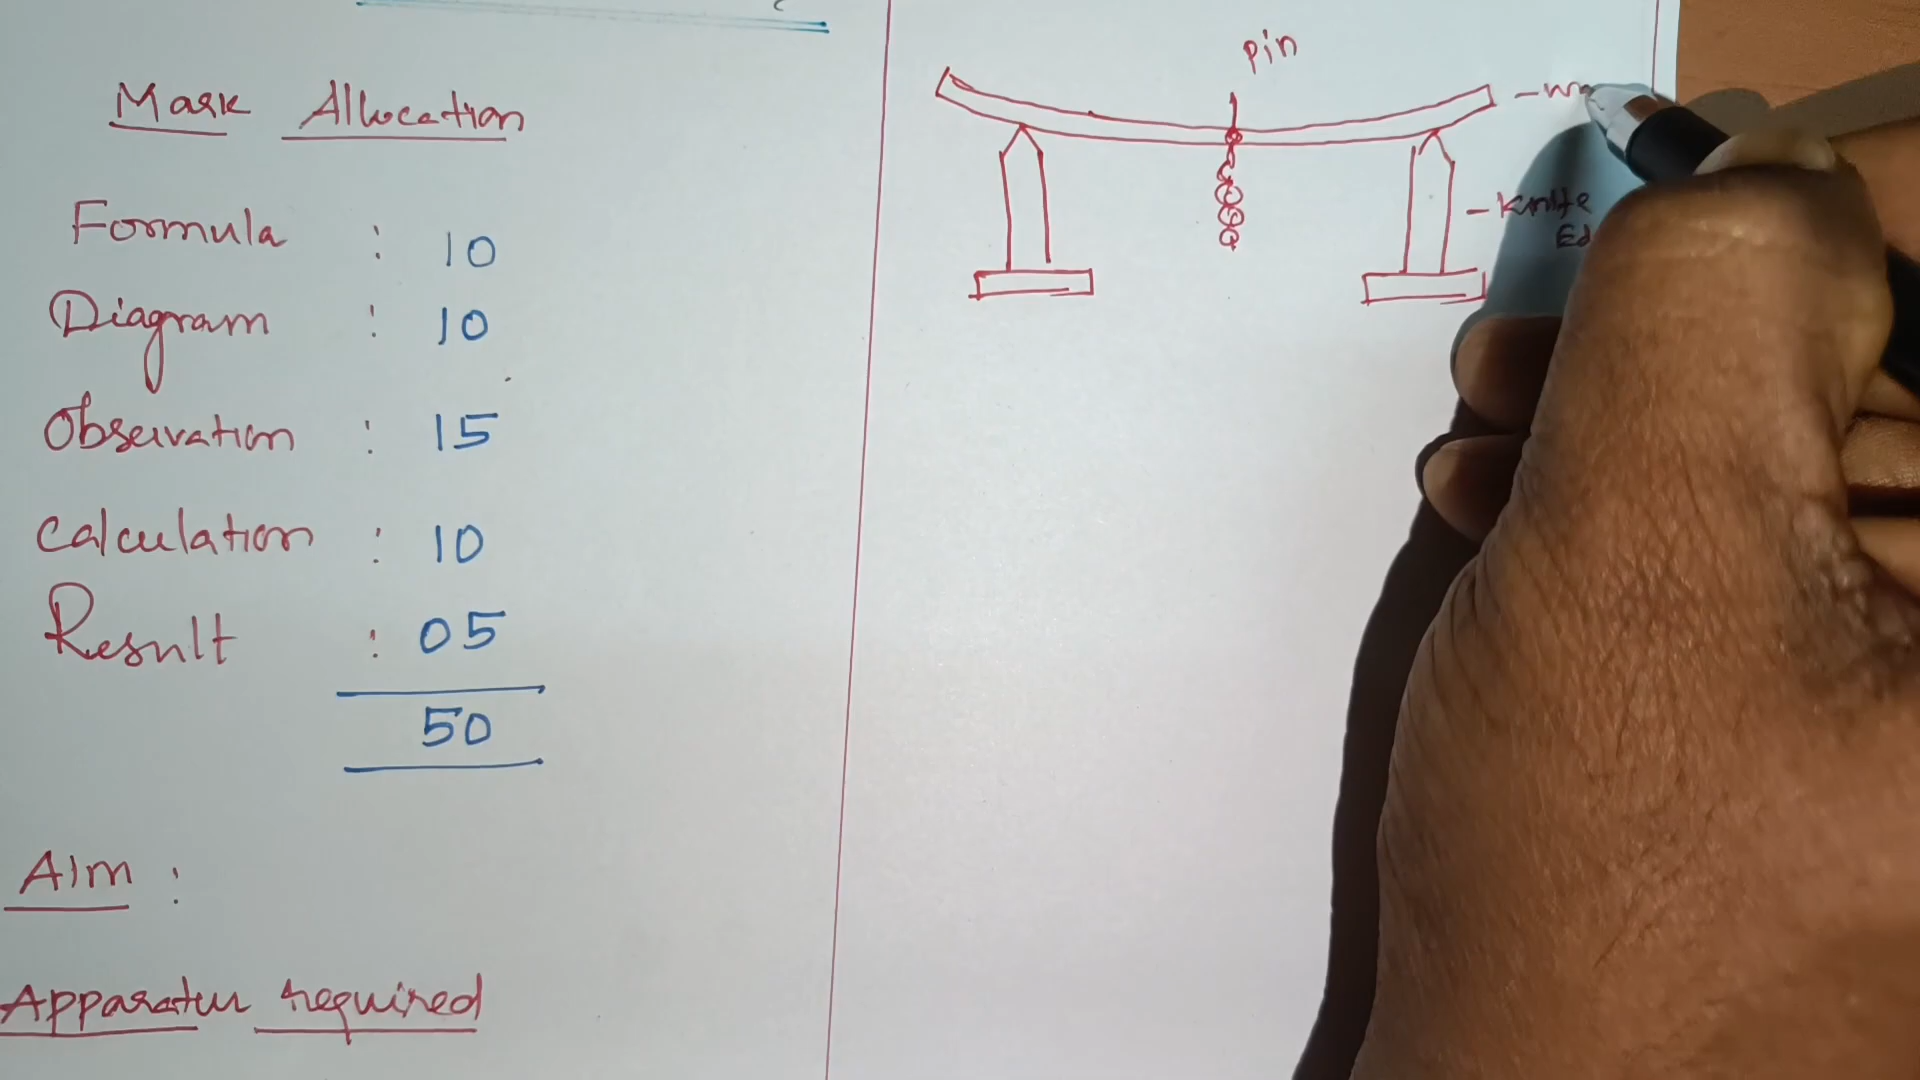 Mark Allocation
Formula : 10
Diagram : 10
Observation : 15
Calculation : 10
Result : 05
50
Aim :
Apparatus required
Pin
- Knife